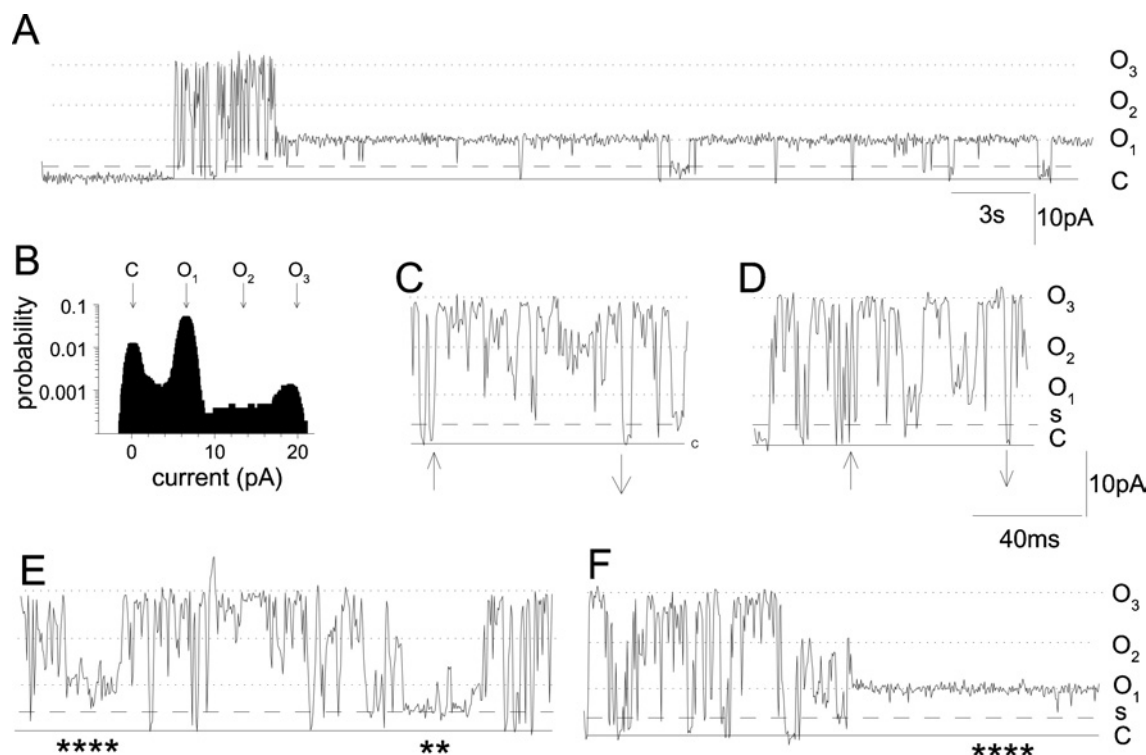 A
O3
O2
O1
C
3s
10pA
B
C O1 O2 O3
0.1
0.01
0.001
probability
0 10 20
current (pA)
C
c
D
O3
O2
O1
s
C
10pA
40ms
E
**** **
F
O3
O2
O1
s
C
****